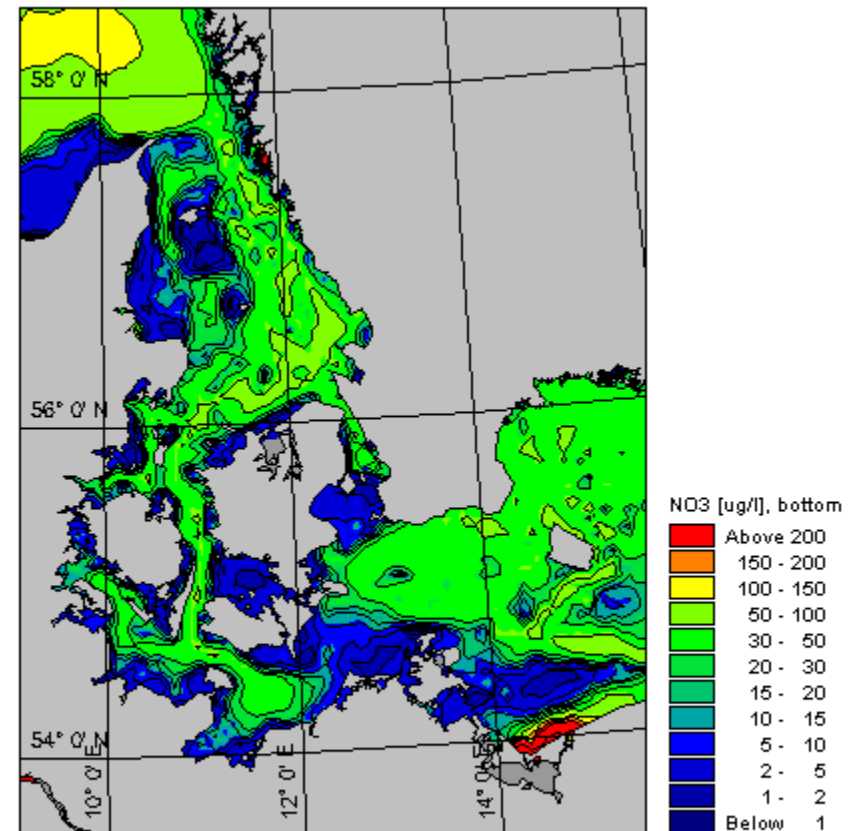 58° 0' N
56° 0' N
54° 0' N
10° 0' E
12° 0' E
14° 0' E
NO3 [ug/l], bottom
Above 200
150 - 200
100 - 150
50 - 100
30 - 50
20 - 30
15 - 20
10 - 15
5 - 10
2 - 5
1 - 2
Below 1